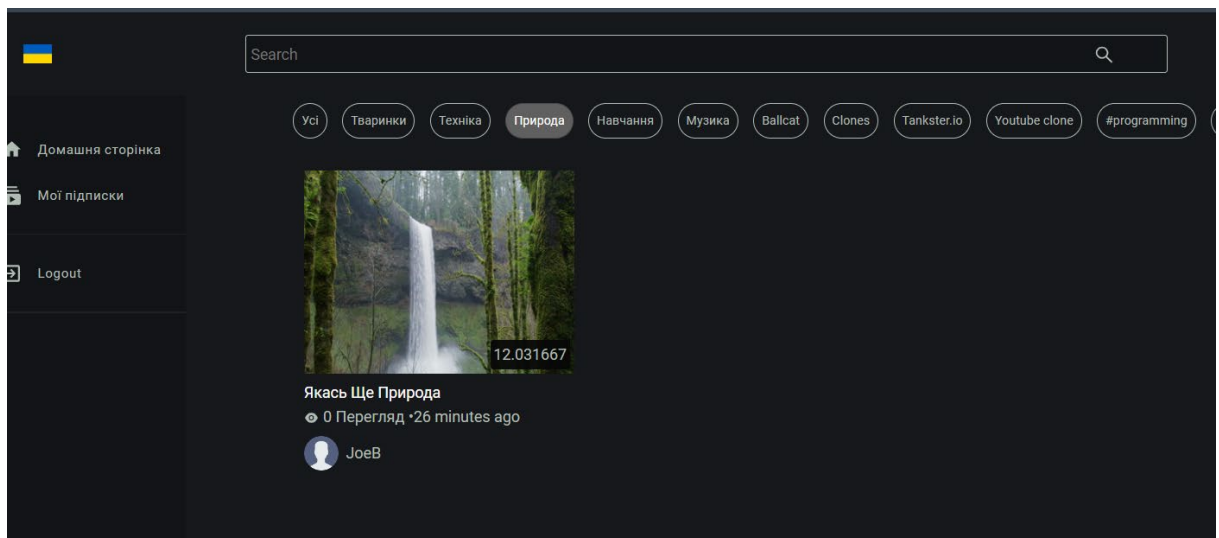 Search
Усі Тваринки Техніка Природа Навчання Музика Ballcat Clones Tankster.io Youtube clone #programming
Домашня сторінка
Мої підписки
Logout
12.031667
Якась Ще Природа
0 Перегляд •26 minutes ago
JoeB